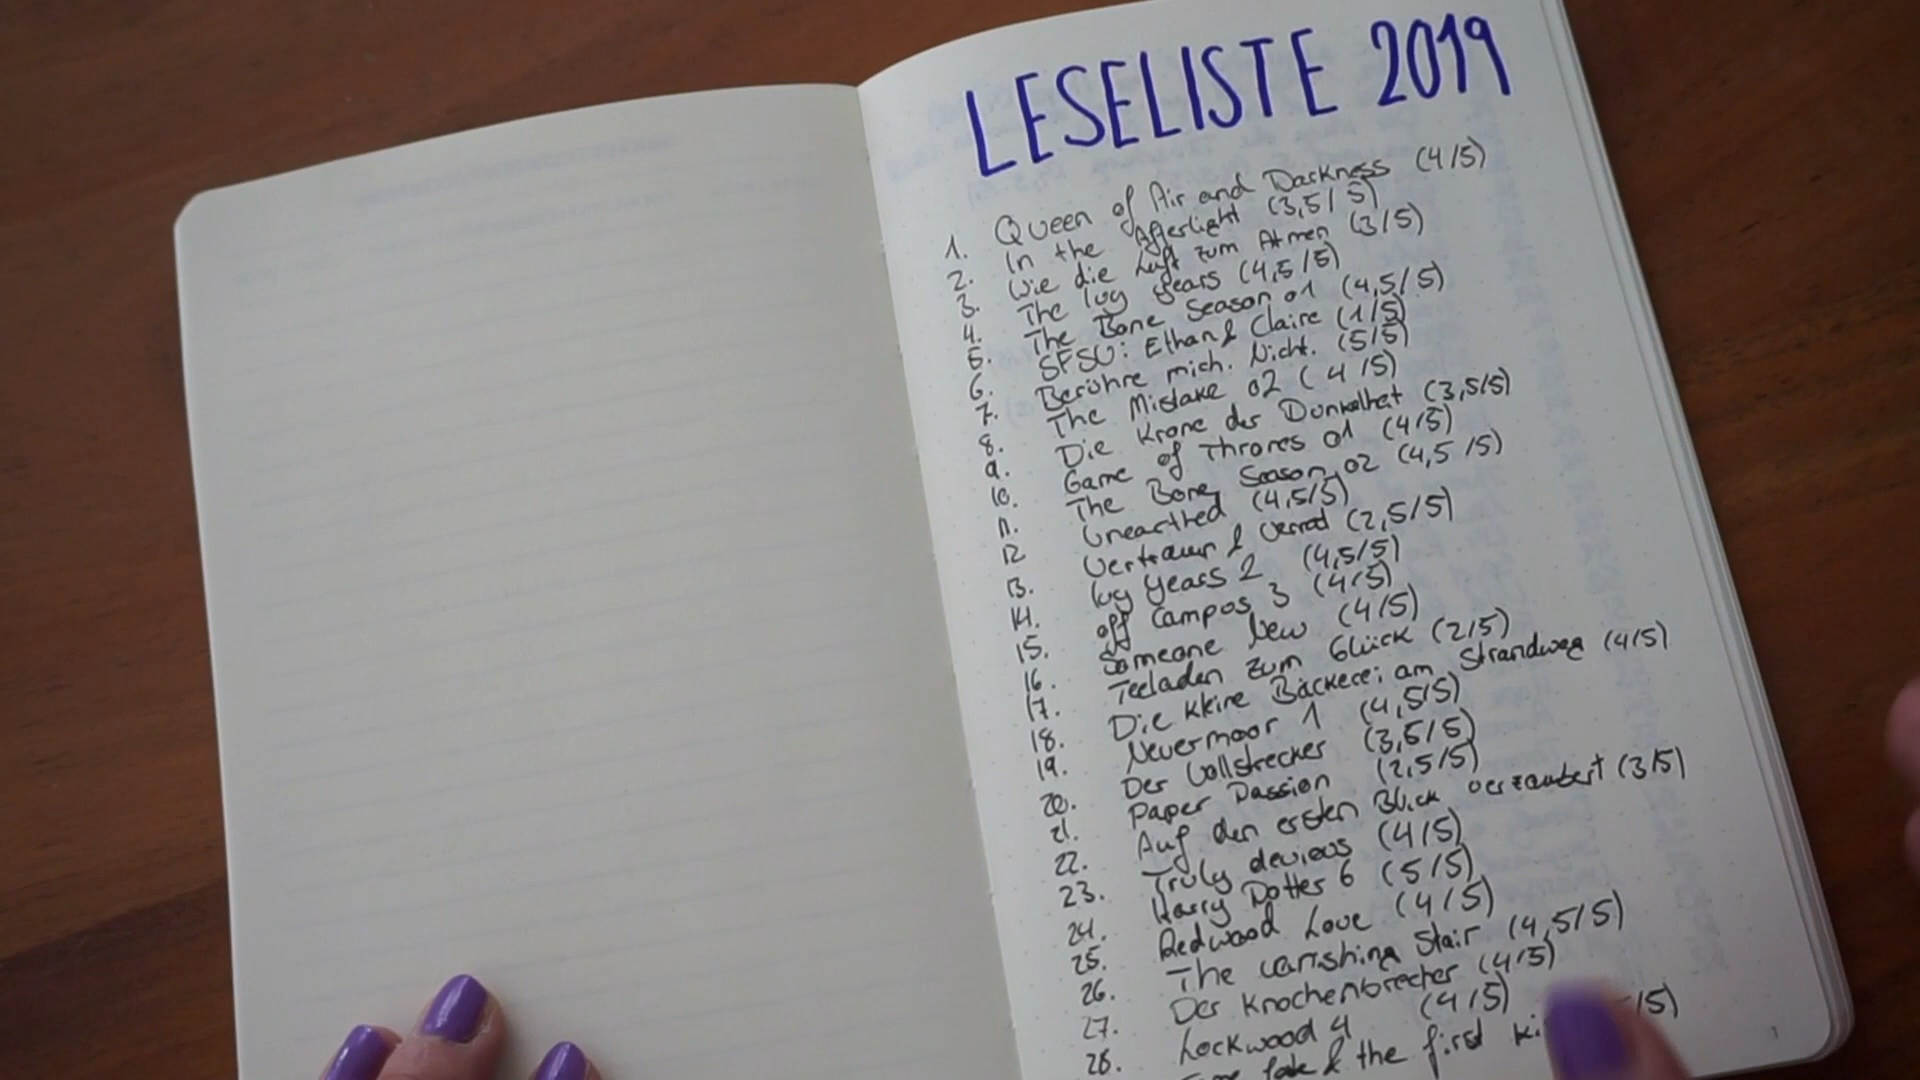 LESELISTE 2019
1. Queen of Air and Darkness (4/5)
2. In the Afterlight (3,5/5)
3. Wie die Luft zum Atmen (3/5)
4. The Ivy Years (4,5/5)
5. The Bone Season 01 (4,5/5)
6. SFSU: Ethan & Claire (1/5)
7. Berühre mich. Nicht. (5/5)
8. The Mistake 02 (4/5)
9. Die Krone der Dunkelheit (3,5/5)
10. Game of Thrones 01 (4/5)
11. The Bone Season 02 (4,5/5)
12 Unearthed (4,5/5)
13. Vertrauen & Verrat (2,5/5)
14. Ivy Years 2 (4,5/5)
15. Off Campus 3 (4/5)
16. Someone New (4/5)
17. Teeladen zum Glück (2/5)
18. Die kleine Bäckerei am Strandweg (4/5)
19. Nevermoor 1 (4,5/5)
20. Der Vollstrecker (3,5/5)
21. Paper Passion (2,5/5)
22. Auf den ersten Blick verzaubert (3/5)
23. Truly devious (4/5)
24. Harry Potter 6 (5/5)
25. Redwood Love (4/5)
26. The vanishing Stair (4,5/5)
27. Der Knochenbrecher (4/5)
28. Lockwood 4 (4/5)
& the first /5)
1